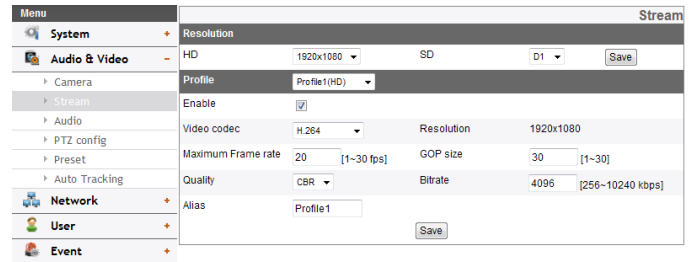 Menu
System +
Audio & Video -
Camera
Stream
Audio
PTZ config
Preset
Auto Tracking
Network +
User +
Event +
Stream
Resolution
HD 1920x1080 SD D1 Save
Profile Profile1(HD)
Enable
Video codec H.264 Resolution 1920x1080
Maximum Frame rate 20 [1~30 fps] GOP size 30 [1~30]
Quality CBR Bitrate 4096 [256~10240 kbps]
Alias Profile1
Save